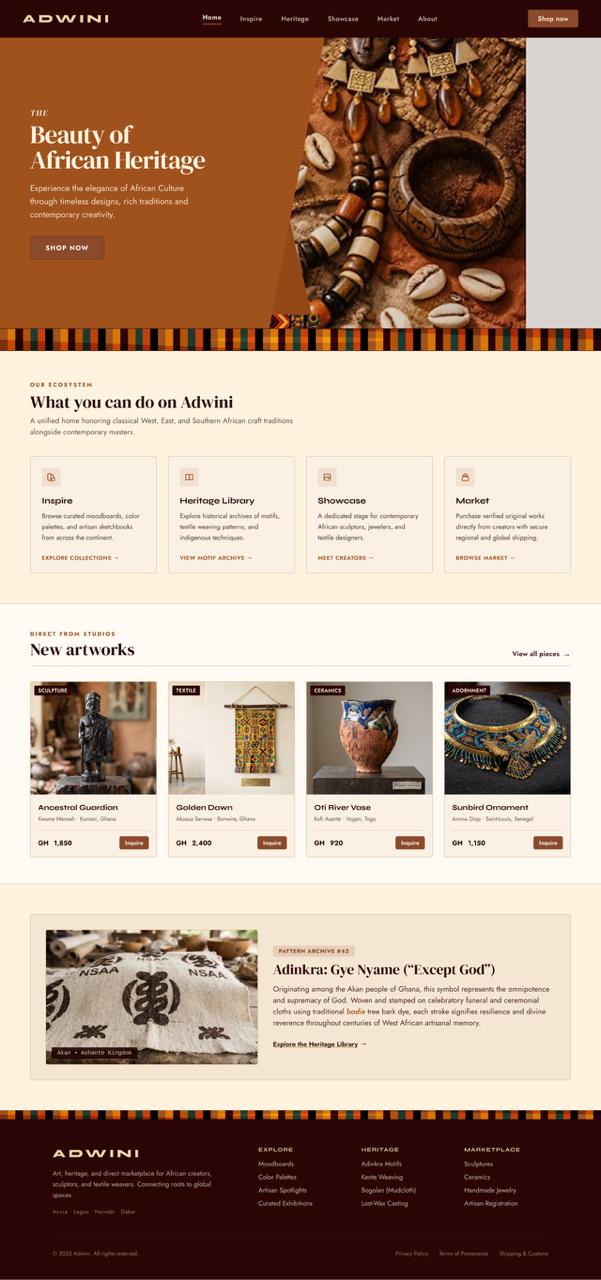 ADWINI
Home Inspire Heritage Showcase Market About
Shop now
THE
Beauty of
African Heritage
Experience the elegance of African Culture
through timeless designs, rich traditions and
contemporary creativity.
SHOP NOW
OUR ECOSYSTEM
What you can do on Adwini
A unified home honoring classical West, East, and Southern African craft traditions
alongside contemporary masters.
Inspire
Browse curated moodboards, color
palettes, and artisan sketchbooks
from across the continent.
EXPLORE COLLECTIONS →
Heritage Library
Explore historical archives of motifs,
textile weaving patterns, and
indigenous techniques.
VIEW MOTIF ARCHIVE →
Showcase
A dedicated stage for contemporary
African sculptors, jewelers, and
textile designers.
MEET CREATORS →
Market
Purchase verified original works
directly from creators with secure
regional and global shipping.
BROWSE MARKET →
DIRECT FROM STUDIOS
New artworks
View all pieces →
SCULPTURE
Ancestral Guardian
Kwame Mensah · Kumasi, Ghana
GH 1,850
Inquire
TEXTILE
Golden Dawn
Akosua Serwaa · Bonwire, Ghana
GH 2,400
Inquire
CERAMICS
Oti River Vase
Kofi Asante · Vogan, Togo
GH 920
Inquire
ADORNMENT
Sunbird Ornament
Amina Diop · Saint-Louis, Senegal
GH 1,150
Inquire
NSAA
NSAA
NSAA
Akan • Ashante Kingdom
PATTERN ARCHIVE #42
Adinkra: Gye Nyame (“Except God”)
Originating among the Akan people of Ghana, this symbol represents the omnipotence
and supremacy of God. Woven and stamped on celebratory funeral and ceremonial
cloths using traditional badie tree bark dye, each stroke signifies resilience and divine
reverence throughout centuries of West African artisanal memory.
Explore the Heritage Library →
ADWINI
Art, heritage, and direct marketplace for African creators,
sculptors, and textile weavers. Connecting roots to global
spaces.
Accra · Lagos · Nairobi · Dakar
EXPLORE
Moodboards
Color Palettes
Artisan Spotlights
Curated Exhibitions
HERITAGE
Adinkra Motifs
Kente Weaving
Bogolan (Mudcloth)
Lost-Wax Casting
MARKETPLACE
Sculptures
Ceramics
Handmade Jewelry
Artisan Registration
© 2025 Adwini. All rights reserved.
Privacy Policy Terms of Provenance Shipping & Customs